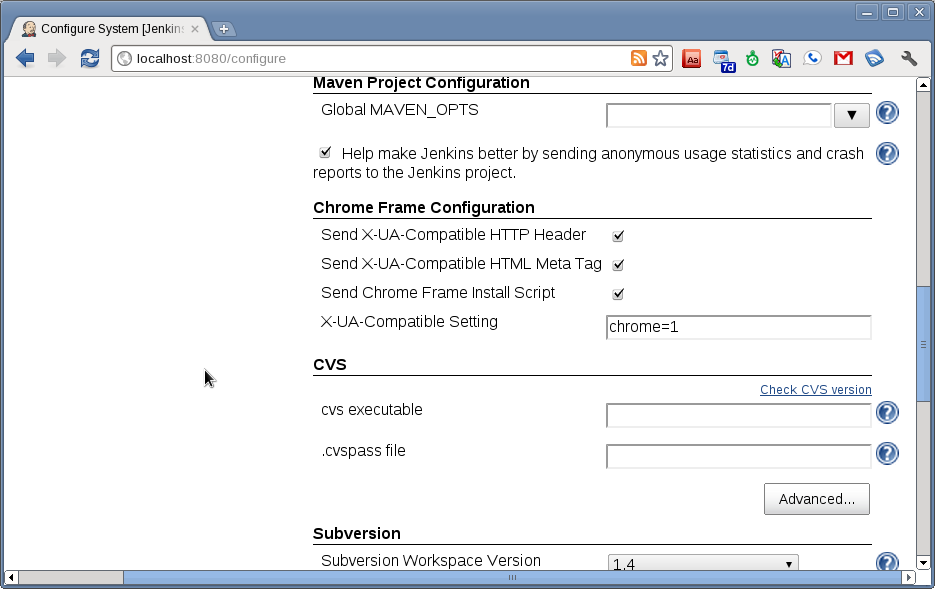 Configure System [Jenkins
localhost:8080/configure
Aa
7d
A
Maven Project Configuration
Global MAVEN_OPTS
Help make Jenkins better by sending anonymous usage statistics and crash
reports to the Jenkins project.
Chrome Frame Configuration
Send X-UA-Compatible HTTP Header
Send X-UA-Compatible HTML Meta Tag
Send Chrome Frame Install Script
X-UA-Compatible Setting chrome=1
CVS
Check CVS version
cvs executable
.cvspass file
Advanced...
Subversion
Subversion Workspace Version 1.4